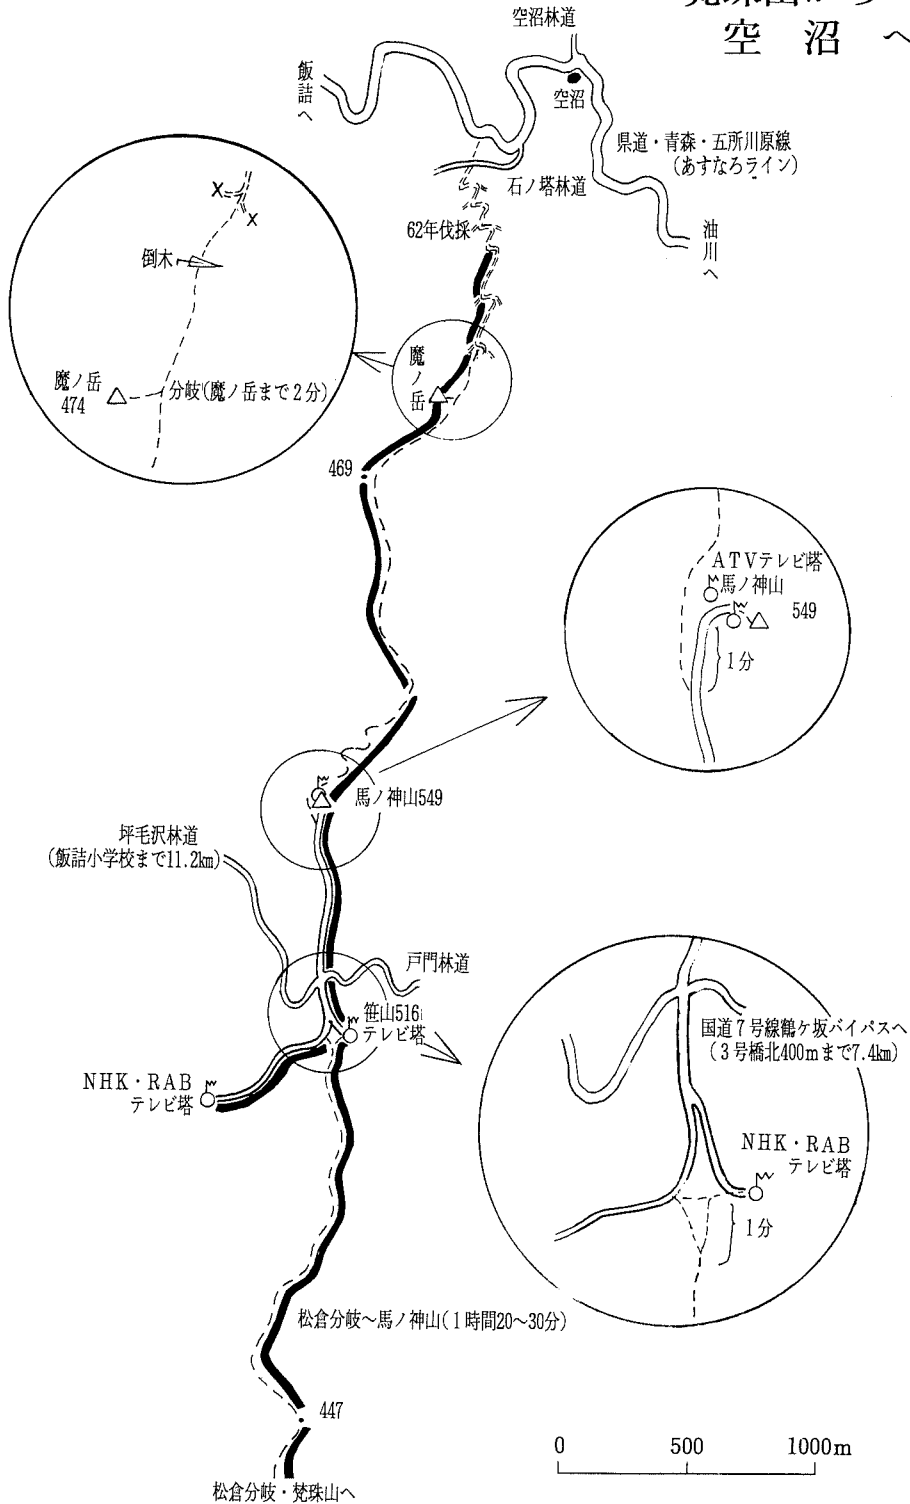 空沼へ
空沼林道
飯詰へ
空沼
県道・青森・五所川原線
(あすなろライン)
石ノ塔林道
62年伐採
油川へ
X
X
倒木
魔ノ岳
474
分岐(魔ノ岳まで2分)
魔ノ岳
469
ATVテレビ塔
馬ノ神山
549
1分
馬ノ神山549
坪毛沢林道
(飯詰小学校まで11.2km)
戸門林道
笹山516
テレビ塔
NHK・RAB
テレビ塔
国道7号線鶴ケ坂バイパスへ
(3号橋北400mまで7.4km)
NHK・RAB
テレビ塔
1分
松倉分岐〜馬ノ神山(1時間20〜30分)
447
0 500 1000m
松倉分岐・梵珠山へ